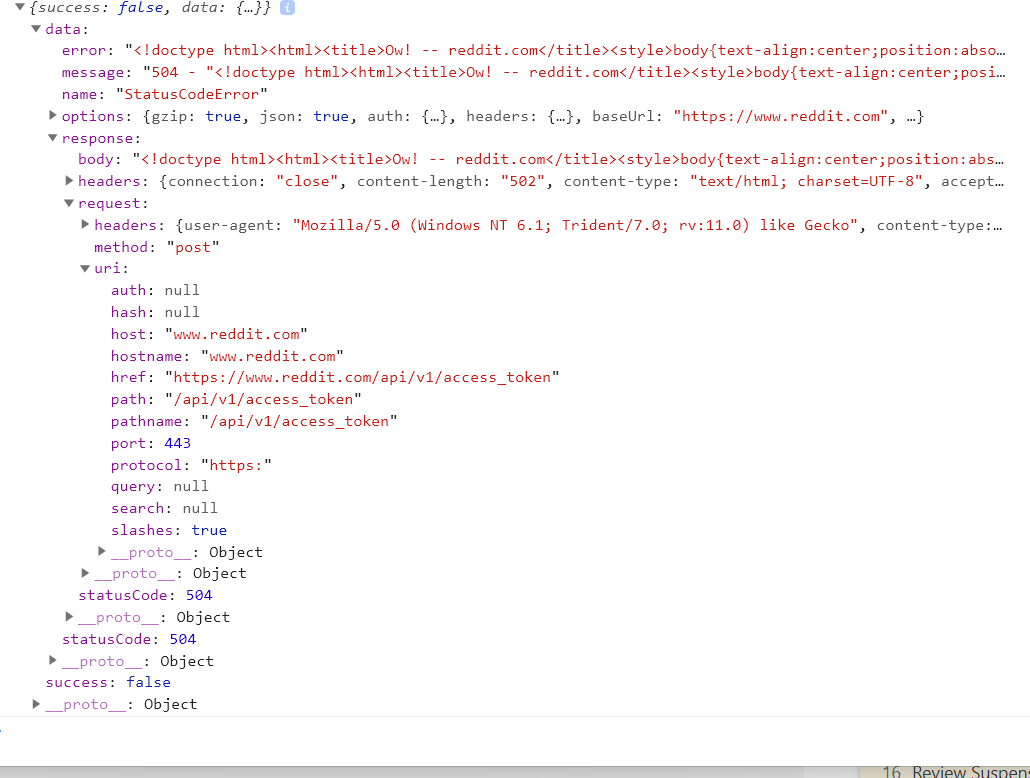 ▼{success: false, data: {…}} i
▼data:
error: "<!doctype html><html><title>Ow! -- reddit.com</title><style>body{text-align:center;position:abso…
message: "504 - "<!doctype html><html><title>Ow! -- reddit.com</title><style>body{text-align:center;posi…
name: "StatusCodeError"
▶options: {gzip: true, json: true, auth: {…}, headers: {…}, baseUrl: "https://www.reddit.com", …}
▼response:
body: "<!doctype html><html><title>Ow! -- reddit.com</title><style>body{text-align:center;position:abs…
▶headers: {connection: "close", content-length: "502", content-type: "text/html; charset=UTF-8", accept…
▼request:
▶headers: {user-agent: "Mozilla/5.0 (Windows NT 6.1; Trident/7.0; rv:11.0) like Gecko", content-type:…
method: "post"
▼uri:
auth: null
hash: null
host: "www.reddit.com"
hostname: "www.reddit.com"
href: "https://www.reddit.com/api/v1/access_token"
path: "/api/v1/access_token"
pathname: "/api/v1/access_token"
port: 443
protocol: "https:"
query: null
search: null
slashes: true
▶__proto__: Object
▶__proto__: Object
statusCode: 504
▶__proto__: Object
statusCode: 504
▶__proto__: Object
success: false
▶__proto__: Object
16 Review Suspens